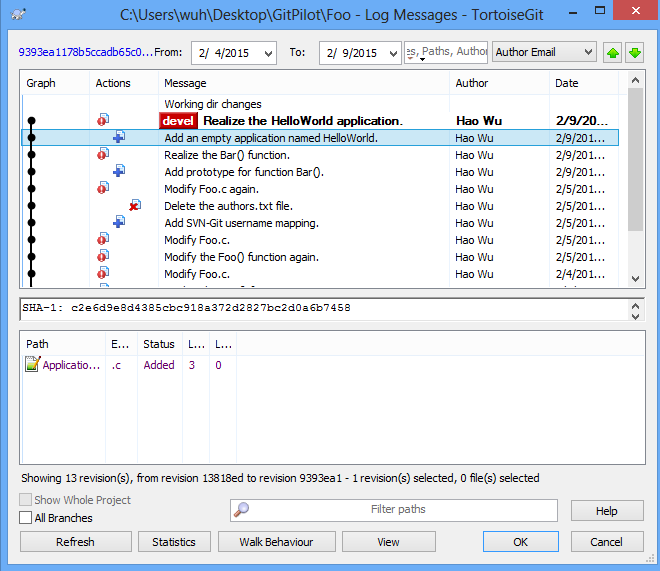 C:\Users\wuh\Desktop\GitPilot\Foo - Log Messages - TortoiseGit
9393ea1178b5ccadb65c0... From: 2/ 4/2015 To: 2/ 9/2015 es, Paths, Author Author Email
Graph Actions Message Author Date
Working dir changes
devel Realize the HelloWorld application. Hao Wu 2/9/20...
Add an empty application named HelloWorld. Hao Wu 2/9/201...
Realize the Bar() function. Hao Wu 2/9/201...
Add prototype for function Bar(). Hao Wu 2/9/201...
Modify Foo.c again. Hao Wu 2/5/201...
Delete the authors.txt file. Hao Wu 2/5/201...
Add SVN-Git username mapping. Hao Wu 2/5/201...
Modify Foo.c. Hao Wu 2/5/201...
Modify the Foo() function again. Hao Wu 2/5/201...
Modify Foo.c. Hao Wu 2/4/201...
SHA-1: c2e6d9e8d4385cbc918a372d2827bc2d0a6b7458
Path E... Status L... L...
Applicatio... .c Added 3 0
Showing 13 revision(s), from revision 13818ed to revision 9393ea1 - 1 revision(s) selected, 0 file(s) selected
Show Whole Project
All Branches
Filter paths
Help
Refresh Statistics Walk Behaviour View OK Cancel